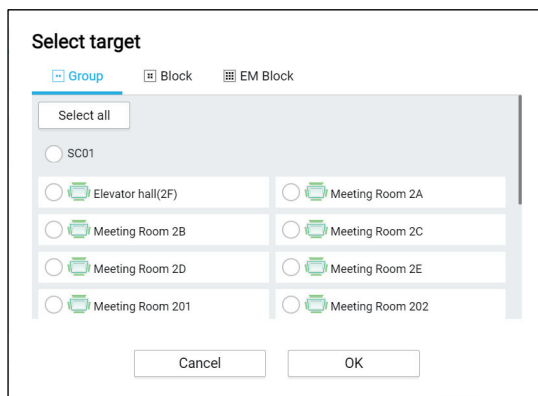 Select target
Group Block EM Block
Select all
SC01
Elevator hall(2F) Meeting Room 2A
Meeting Room 2B Meeting Room 2C
Meeting Room 2D Meeting Room 2E
Meeting Room 201 Meeting Room 202
Cancel OK